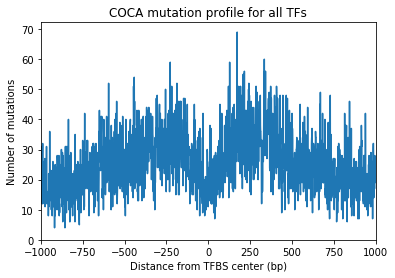 COCA mutation profile for all TFs
Number of mutations
70
60
50
40
30
20
10
0
−1000 −750 −500 −250 0 250 500 750 1000
Distance from TFBS center (bp)